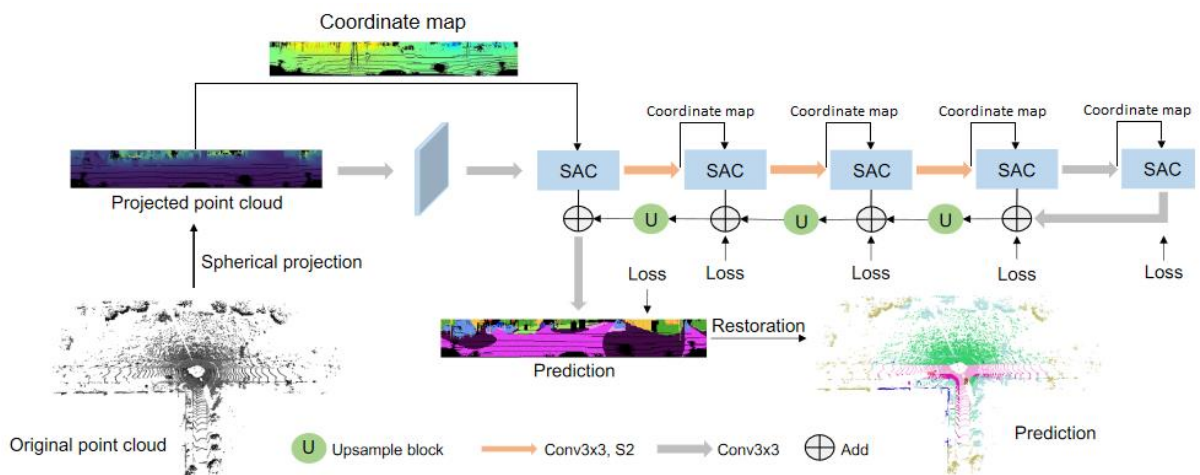 Coordinate map
Coordinate map
Coordinate map
Coordinate map
Coordinate map
SAC
SAC
SAC
SAC
SAC
Projected point cloud
U
U
U
Spherical projection
Loss
Loss
Loss
Loss
Loss
Restoration
Prediction
Original point cloud
U
Upsample block
Conv3x3, S2
Conv3x3
Add
Prediction